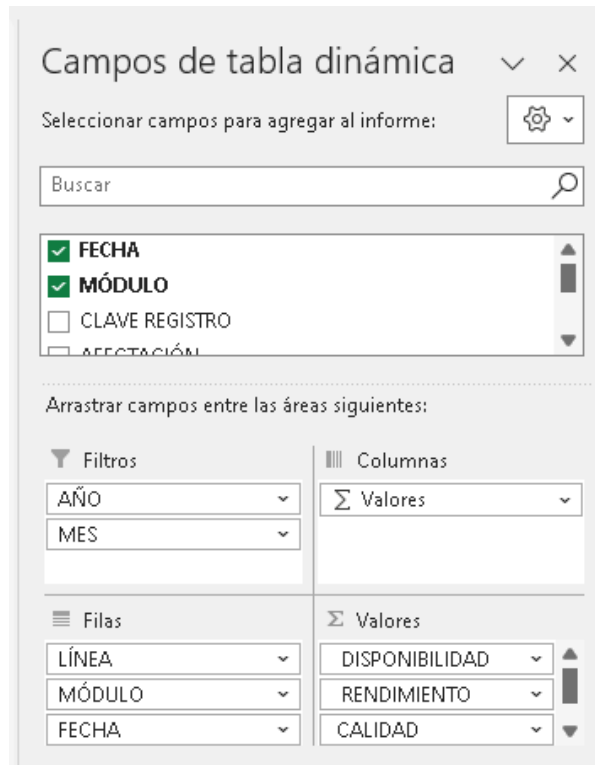 Campos de tabla dinámica
Seleccionar campos para agregar al informe:
Buscar
FECHA
MÓDULO
CLAVE REGISTRO
AFECTACIÓN
Arrastrar campos entre las áreas siguientes:
Filtros
AÑO
MES
Columnas
Σ Valores
Filas
LÍNEA
MÓDULO
FECHA
Σ Valores
DISPONIBILIDAD
RENDIMIENTO
CALIDAD